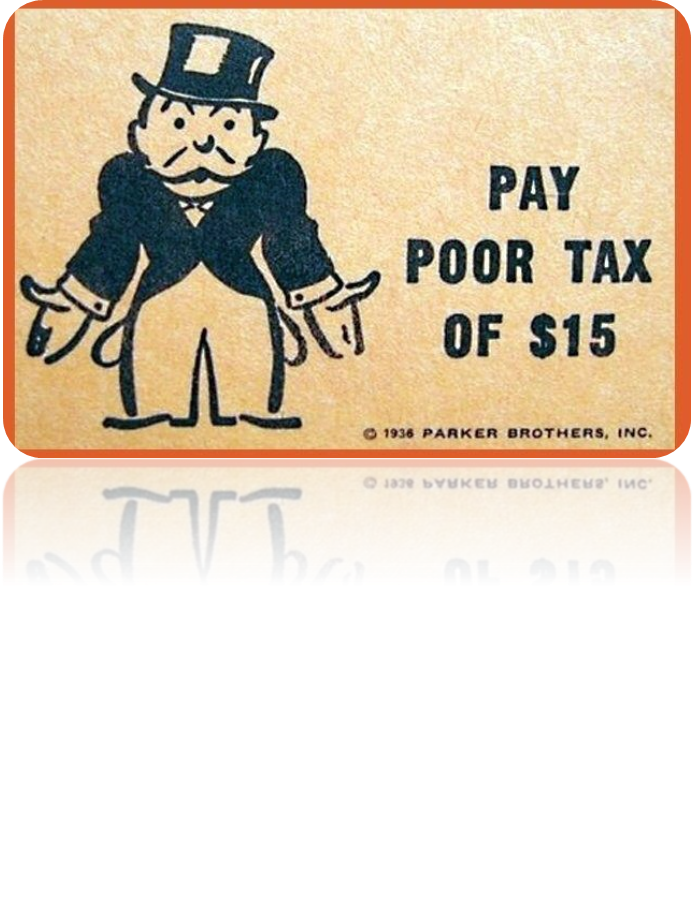 PAY
POOR TAX
OF $15
© 1936 PARKER BROTHERS, INC.